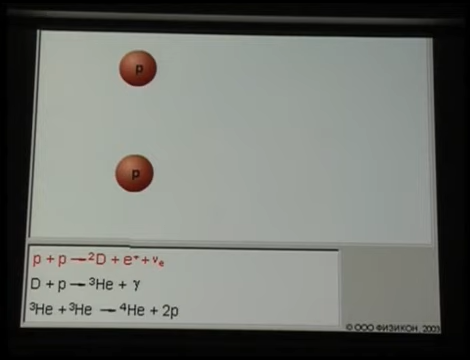 p
p
p + p → ²D + e⁺ + νₑ
D + p → ³He + γ
³He + ³He → ⁴He + 2p
© ООО ФИЗИКОН, 2003